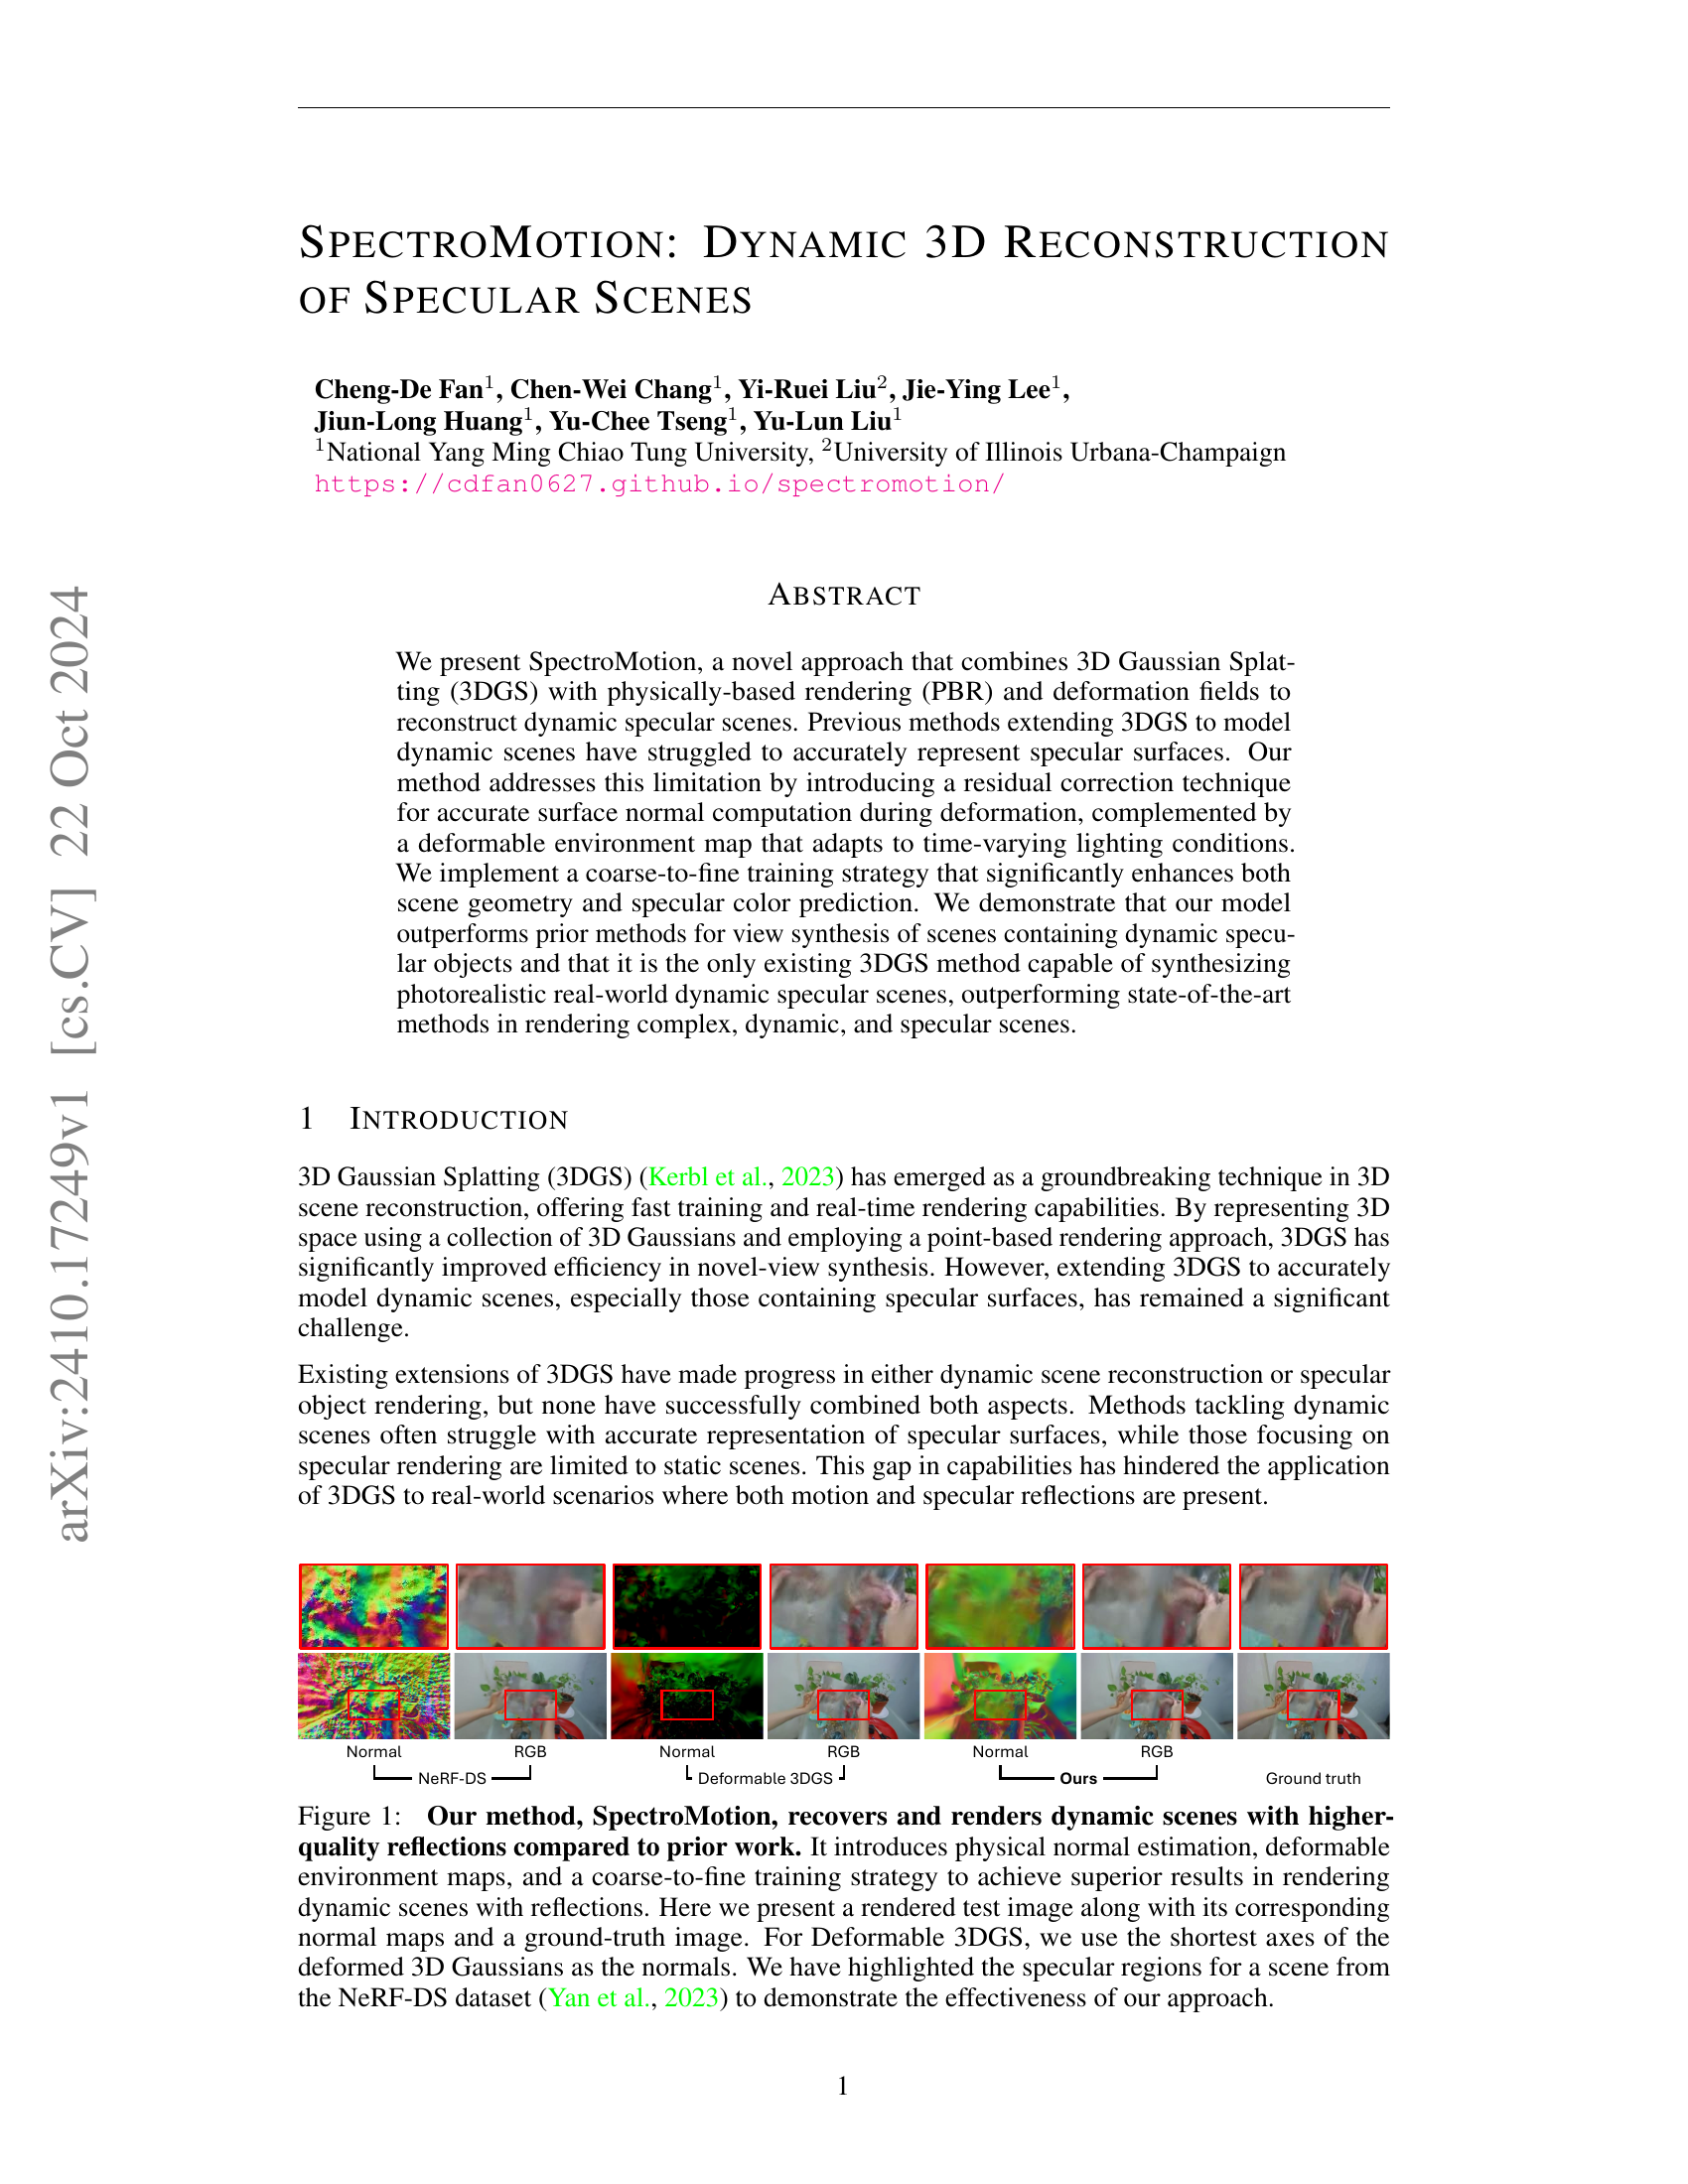 SPECTROMOTION: DYNAMIC 3D RECONSTRUCTION
OF SPECULAR SCENES
Cheng-De Fan1, Chen-Wei Chang1, Yi-Ruei Liu2, Jie-Ying Lee1,
Jiun-Long Huang1, Yu-Chee Tseng1, Yu-Lun Liu1
1National Yang Ming Chiao Tung University, 2University of Illinois Urbana-Champaign
https://cdfan0627.github.io/spectromotion/
ABSTRACT
We present SpectroMotion, a novel approach that combines 3D Gaussian Splat-
ting (3DGS) with physically-based rendering (PBR) and deformation fields to
reconstruct dynamic specular scenes. Previous methods extending 3DGS to model
dynamic scenes have struggled to accurately represent specular surfaces. Our
method addresses this limitation by introducing a residual correction technique
for accurate surface normal computation during deformation, complemented by
a deformable environment map that adapts to time-varying lighting conditions.
We implement a coarse-to-fine training strategy that significantly enhances both
scene geometry and specular color prediction. We demonstrate that our model
outperforms prior methods for view synthesis of scenes containing dynamic specu-
lar objects and that it is the only existing 3DGS method capable of synthesizing
photorealistic real-world dynamic specular scenes, outperforming state-of-the-art
methods in rendering complex, dynamic, and specular scenes.
1 INTRODUCTION
3D Gaussian Splatting (3DGS) (Kerbl et al., 2023) has emerged as a groundbreaking technique in 3D
scene reconstruction, offering fast training and real-time rendering capabilities. By representing 3D
space using a collection of 3D Gaussians and employing a point-based rendering approach, 3DGS has
significantly improved efficiency in novel-view synthesis. However, extending 3DGS to accurately
model dynamic scenes, especially those containing specular surfaces, has remained a significant
challenge.
Existing extensions of 3DGS have made progress in either dynamic scene reconstruction or specular
object rendering, but none have successfully combined both aspects. Methods tackling dynamic
scenes often struggle with accurate representation of specular surfaces, while those focusing on
specular rendering are limited to static scenes. This gap in capabilities has hindered the application
of 3DGS to real-world scenarios where both motion and specular reflections are present.
Normal RGB Normal RGB Normal RGB
NeRF-DS Deformable 3DGS Ours Ground truth
Figure 1: Our method, SpectroMotion, recovers and renders dynamic scenes with higher-
quality reflections compared to prior work. It introduces physical normal estimation, deformable
environment maps, and a coarse-to-fine training strategy to achieve superior results in rendering
dynamic scenes with reflections. Here we present a rendered test image along with its corresponding
normal maps and a ground-truth image. For Deformable 3DGS, we use the shortest axes of the
deformed 3D Gaussians as the normals. We have highlighted the specular regions for a scene from
the NeRF-DS dataset (Yan et al., 2023) to demonstrate the effectiveness of our approach.
1
arXiv:2410.17249v1 [cs.CV] 22 Oct 2024